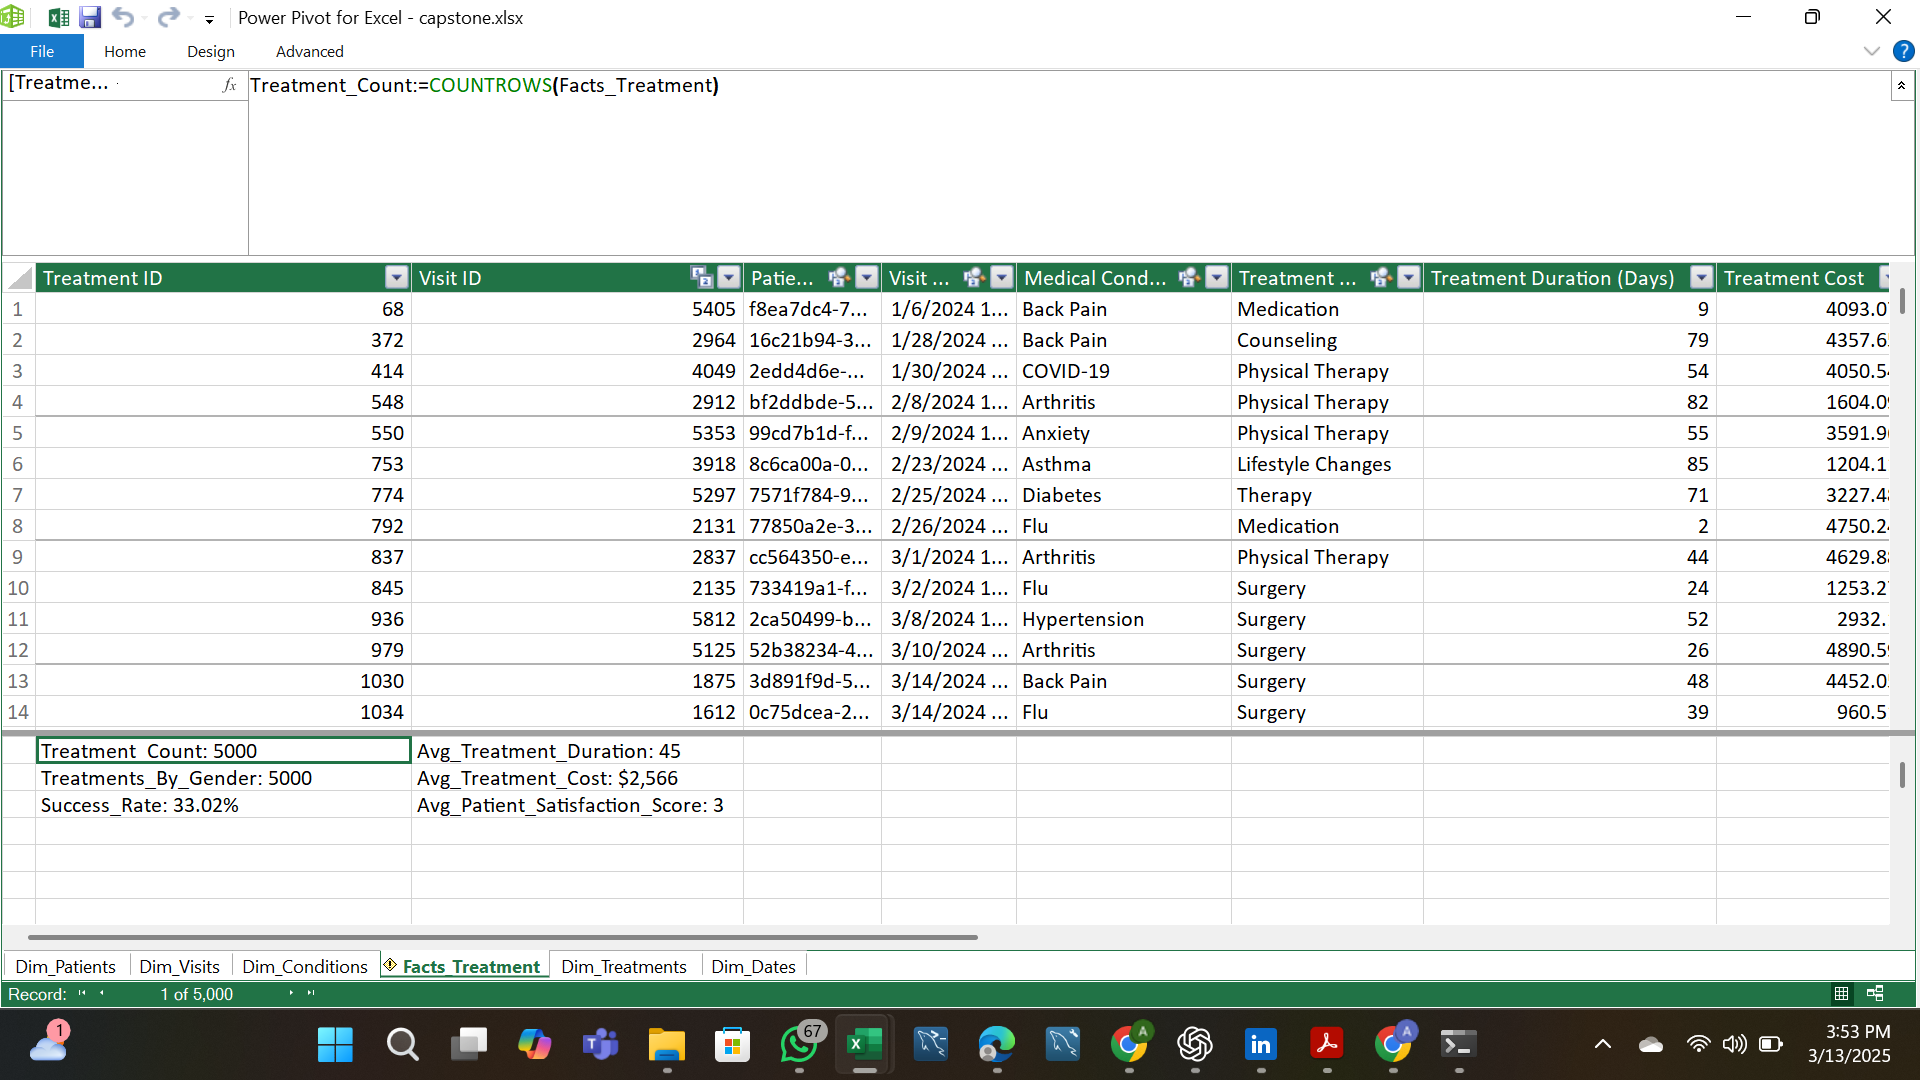 Power Pivot for Excel - capstone.xlsx
File Home Design Advanced
[Treatme... fx Treatment_Count:=COUNTROWS(Facts_Treatment)
Treatment ID Visit ID Patie... Visit ... Medical Cond... Treatment ... Treatment Duration (Days) Treatment Cost
1 68 5405 f8ea7dc4-7... 1/6/2024 1... Back Pain Medication 9 4093.07
2 372 2964 16c21b94-3... 1/28/2024 ... Back Pain Counseling 79 4357.6
3 414 4049 2edd4d6e-... 1/30/2024 ... COVID-19 Physical Therapy 54 4050.5
4 548 2912 bf2ddbde-5... 2/8/2024 1... Arthritis Physical Therapy 82 1604.0
5 550 5353 99cd7b1d-f... 2/9/2024 1... Anxiety Physical Therapy 55 3591.9
6 753 3918 8c6ca00a-0... 2/23/2024 ... Asthma Lifestyle Changes 85 1204.1
7 774 5297 7571f784-9... 2/25/2024 ... Diabetes Therapy 71 3227.4
8 792 2131 77850a2e-3... 2/26/2024 ... Flu Medication 2 4750.2
9 837 2837 cc564350-e... 3/1/2024 1... Arthritis Physical Therapy 44 4629.8
10 845 2135 733419a1-f... 3/2/2024 1... Flu Surgery 24 1253.2
11 936 5812 2ca50499-b... 3/8/2024 1... Hypertension Surgery 52 2932.
12 979 5125 52b38234-4... 3/10/2024 ... Arthritis Surgery 26 4890.5
13 1030 1875 3d891f9d-5... 3/14/2024 ... Back Pain Surgery 48 4452.0
14 1034 1612 0c75dcea-2... 3/14/2024 ... Flu Surgery 39 960.5
Treatment_Count: 5000 Avg_Treatment_Duration: 45
Treatments_By_Gender: 5000 Avg_Treatment_Cost: $2,566
Success_Rate: 33.02% Avg_Patient_Satisfaction_Score: 3
Dim_Patients Dim_Visits Dim_Conditions Facts_Treatment Dim_Treatments Dim_Dates
Record: 1 of 5,000
1 67 A A 3:53 PM
3/13/2025